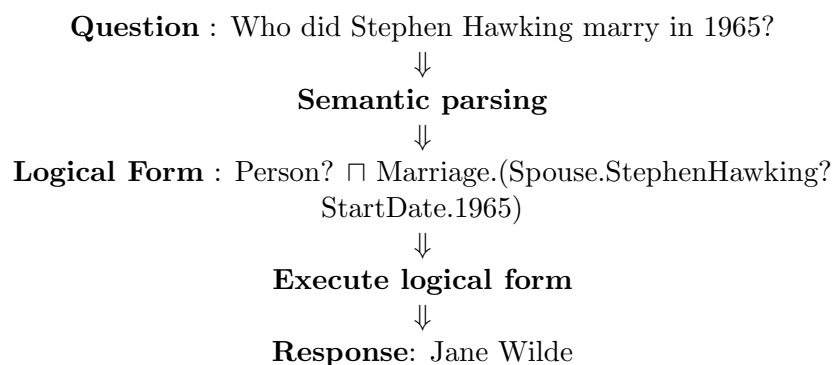 Question : Who did Stephen Hawking marry in 1965?
⇓
Semantic parsing
⇓
Logical Form : Person? ⊓ Marriage.(Spouse.StephenHawking?
StartDate.1965)
⇓
Execute logical form
⇓
Response: Jane Wilde